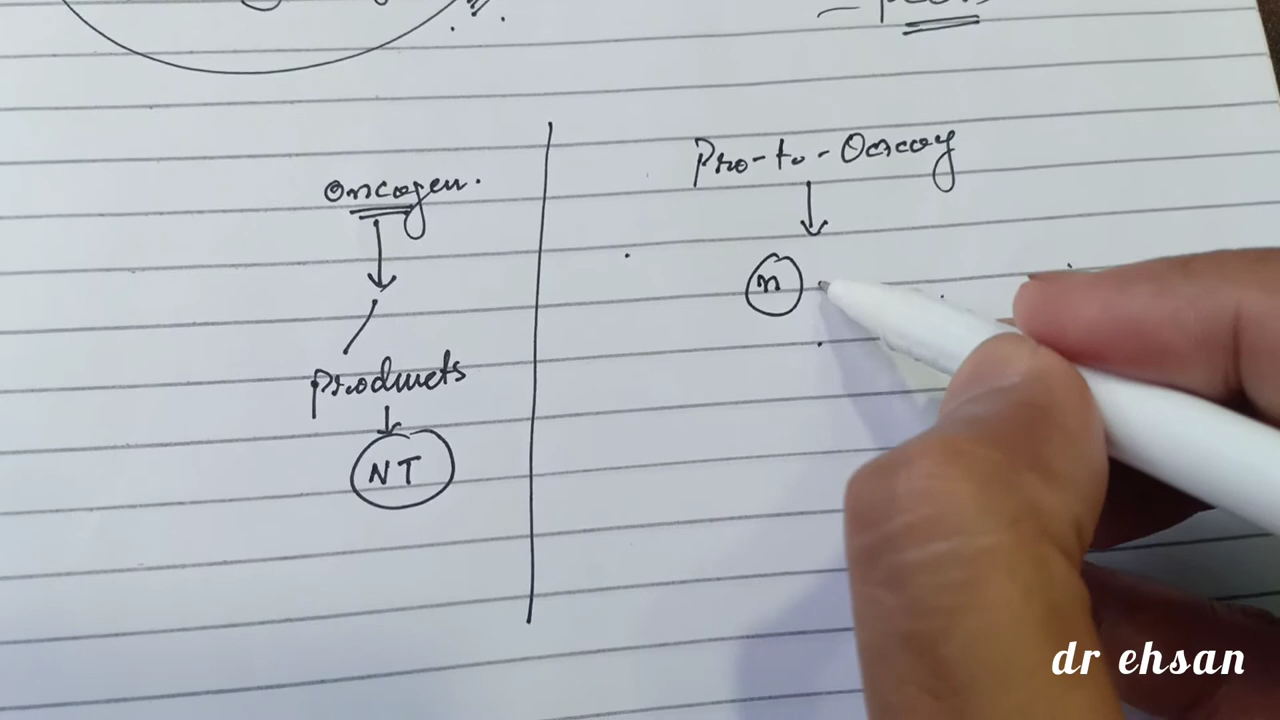 Oncogen.
Products
NT
Pro-to-Oncog
n
dr ehsan